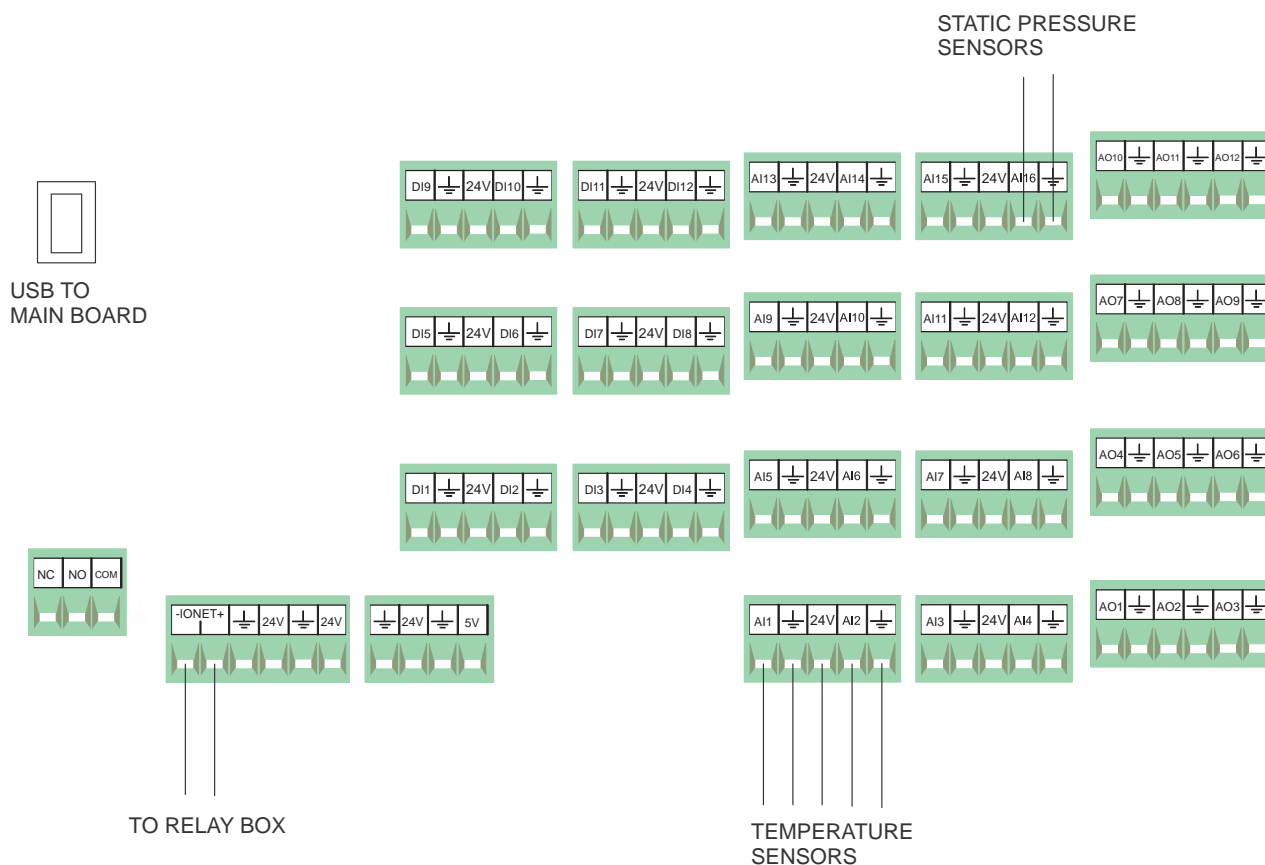 STATIC PRESSURE
SENSORS
AO10 AO11 AO12
AI13 24V AI14
AI15 24V AI16
DI9 24V DI10
DI11 24V DI12
USB TO
MAIN BOARD
AO7 AO8 AO9
AI9 24V AI10
AI11 24V AI12
DI5 24V DI6
DI7 24V DI8
AO4 AO5 AO6
AI5 24V AI6
AI7 24V AI8
DI1 24V DI2
DI3 24V DI4
NC NO COM
AO1 AO2 AO3
-IONET+ 24V 24V
24V 5V
AI1 24V AI2
AI3 24V AI4
TO RELAY BOX
TEMPERATURE
SENSORS